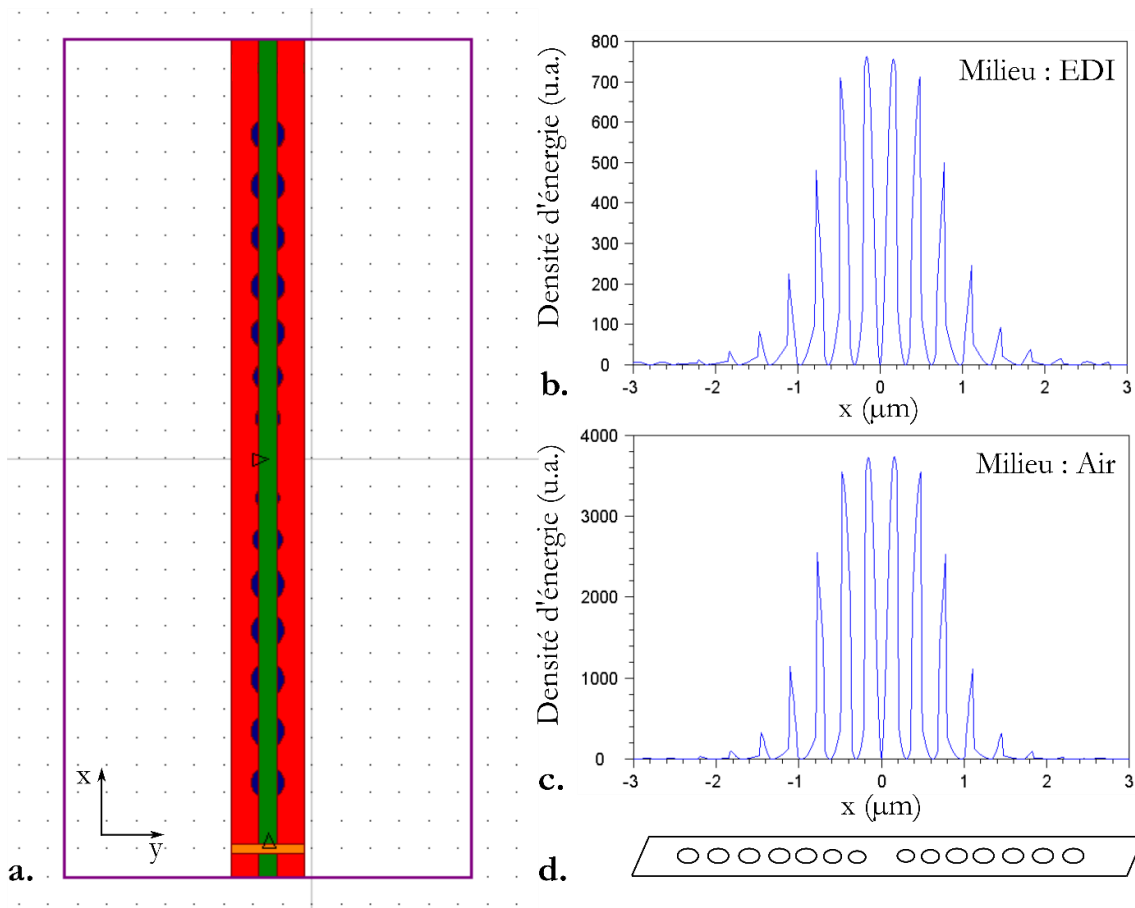 x
y
a.
Densité d'énergie (u.a.)
Milieu : EDI
800
700
600
500
400
300
200
100
0
-3 -2 -1 0 1 2 3
x (μm)
b.
Densité d'énergie (u.a.)
Milieu : Air
4000
3000
2000
1000
0
-3 -2 -1 0 1 2 3
x (μm)
c.
d.